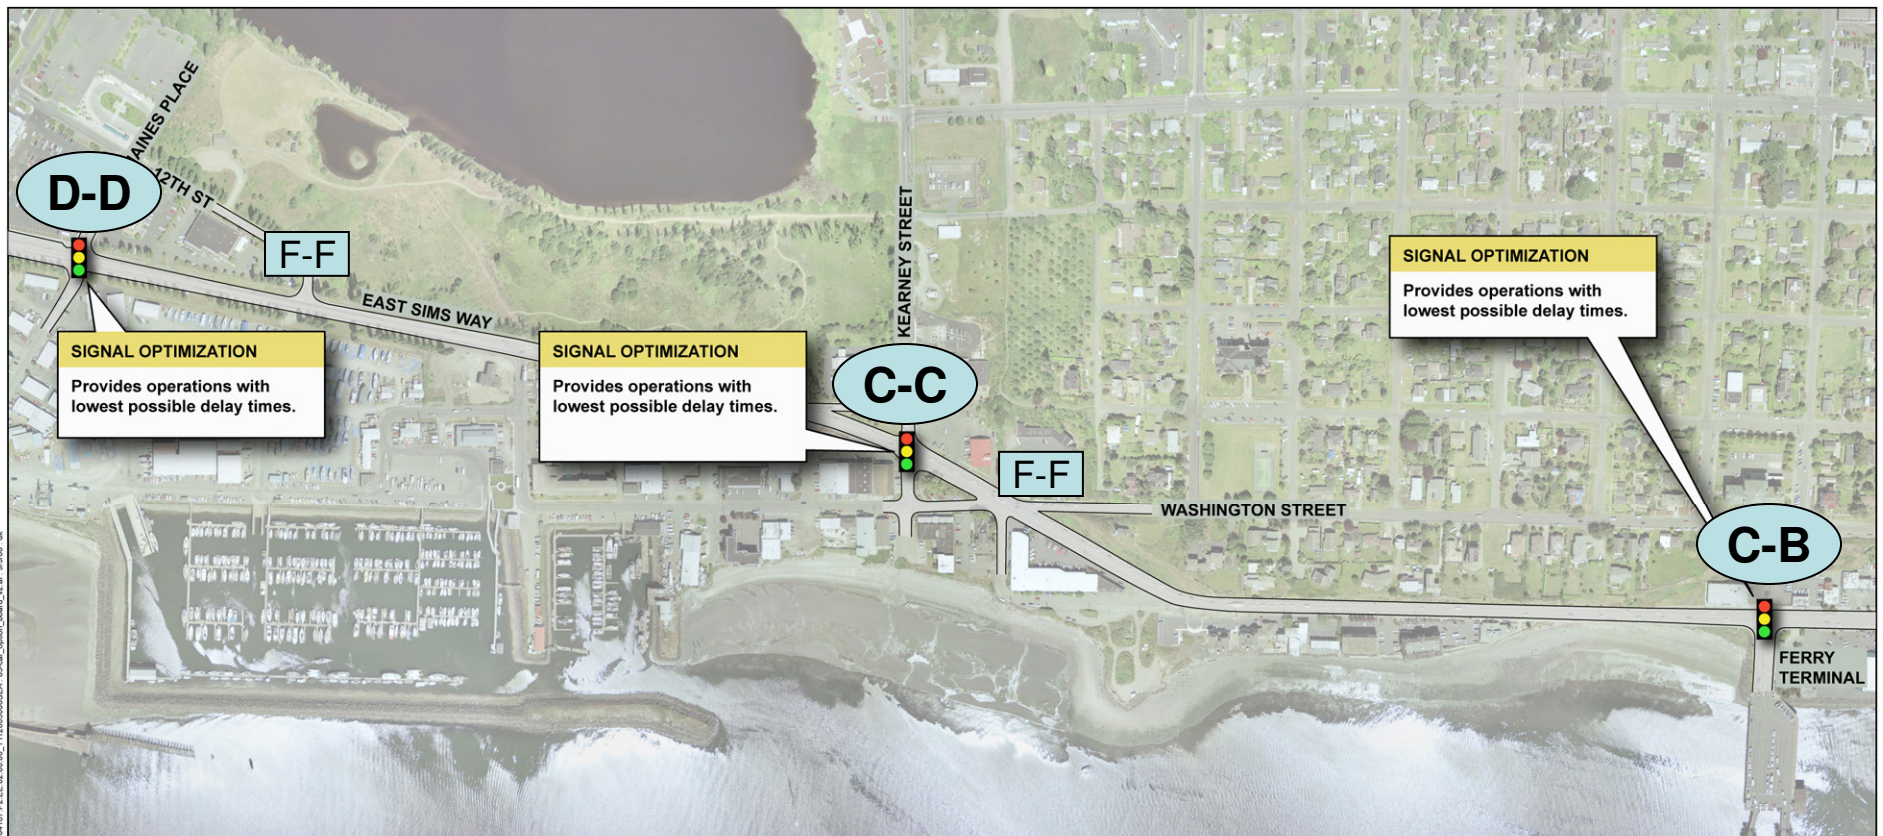 AINES PLACE
12TH ST
D-D
F-F
EAST SIMS WAY
SIGNAL OPTIMIZATION
Provides operations with
lowest possible delay times.
SIGNAL OPTIMIZATION
Provides operations with
lowest possible delay times.
KEARNEY STREET
C-C
F-F
WASHINGTON STREET
SIGNAL OPTIMIZATION
Provides operations with
lowest possible delay times.
C-B
FERRY
TERMINAL